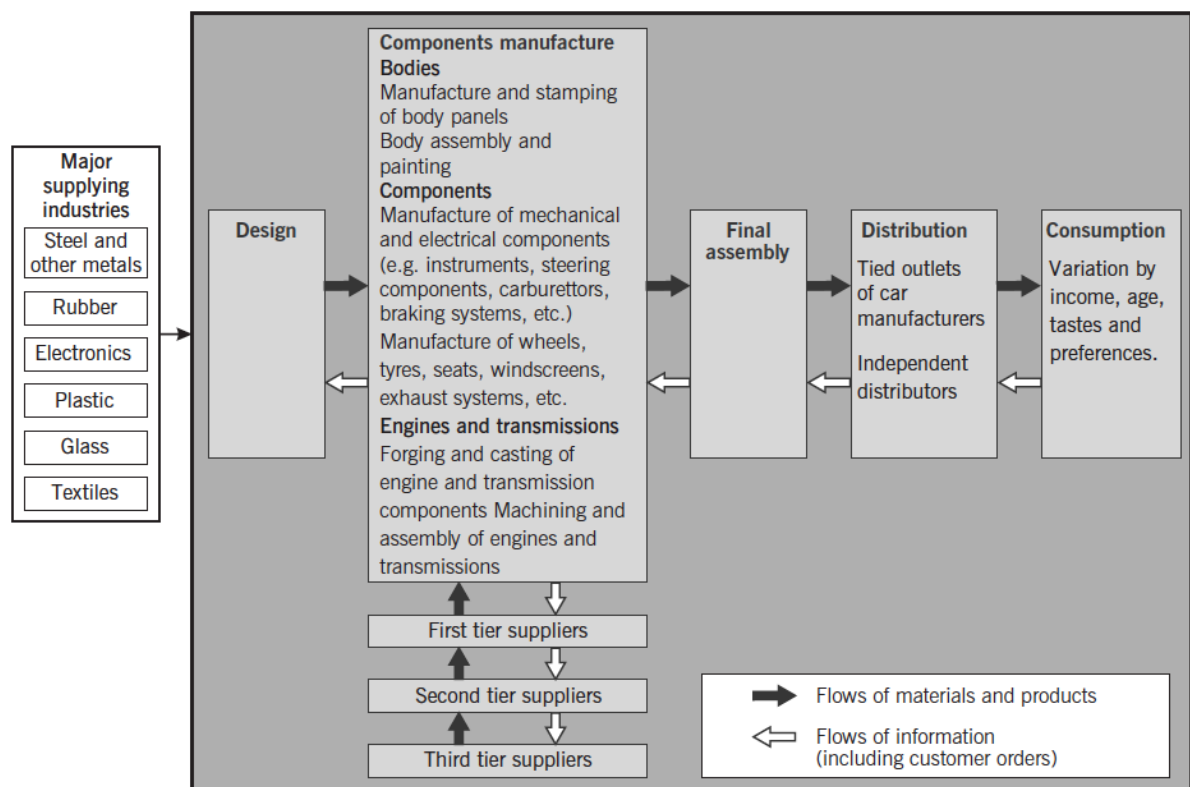 Major
supplying
industries
Steel and
other metals
Rubber
Electronics
Plastic
Glass
Textiles
Design
Components manufacture
Bodies
Manufacture and stamping
of body panels
Body assembly and
painting
Components
Manufacture of mechanical
and electrical components
(e.g. instruments, steering
components, carburettors,
braking systems, etc.)
Manufacture of wheels,
tyres, seats, windscreens,
exhaust systems, etc.
Engines and transmissions
Forging and casting of
engine and transmission
components Machining and
assembly of engines and
transmissions
First tier suppliers
Second tier suppliers
Third tier suppliers
Final
assembly
Distribution
Tied outlets
of car
manufacturers
Independent
distributors
Consumption
Variation by
income, age,
tastes and
preferences.
Flows of materials and products
Flows of information
(including customer orders)